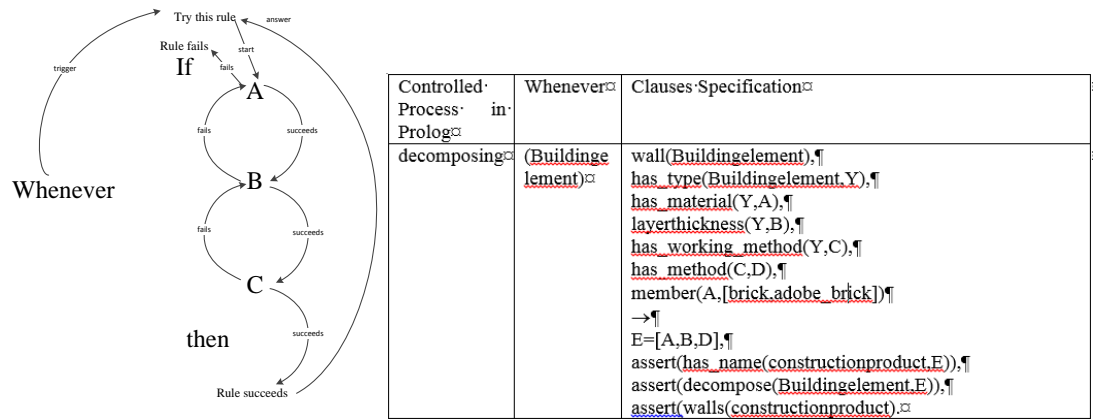 Try this rule
answer
Rule fails
start
If
fails
trigger
A
fails
succeeds
Whenever
B
fails
succeeds
C
then
succeeds
Rule succeeds
Controlled·
Process· in·
Prolog¤
Whenever¤
Clauses·Specification¤
decomposing¤
(Buildinge
lement)¤
wall(Buildingelement),¶
has_type(Buildingelement,Y),¶
has_material(Y,A),¶
layerthickness(Y,B),¶
has_working_method(Y,C),¶
has_method(C,D),¶
member(A,[brick,adobe_brick])¶
→¶
E=[A,B,D],¶
assert(has_name(constructionproduct,E)),¶
assert(decompose(Buildingelement,E)),¶
assert(walls(constructionproduct).¤